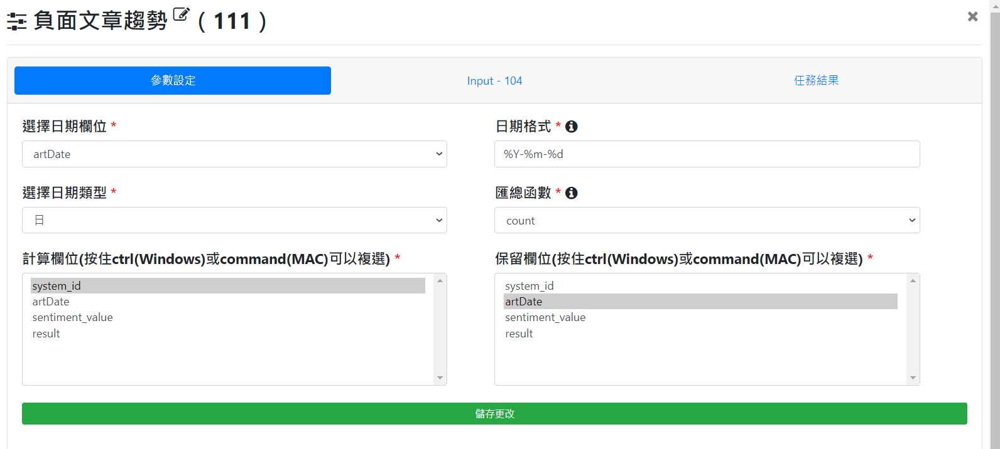 負面文章趨勢 ( 111 )
參數設定
Input - 104
任務結果
選擇日期欄位 *
日期格式 *
artDate
%Y-%m-%d
選擇日期類型 *
匯總函數 *
日
count
計算欄位(按住ctrl(Windows)或command(MAC)可以複選) *
保留欄位(按住ctrl(Windows)或command(MAC)可以複選) *
system_id
artDate
sentiment_value
result
system_id
artDate
sentiment_value
result
儲存更改